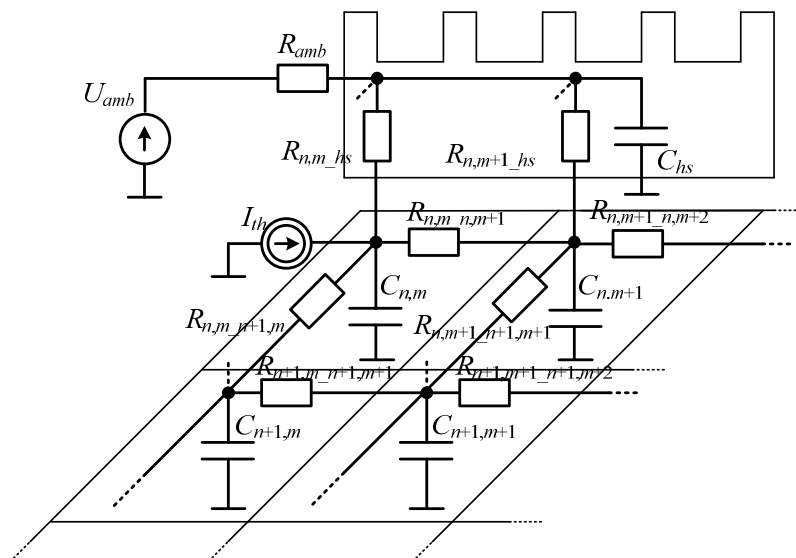 R_amb
U_amb
R_n,m_hs
R_n,m+1_hs
C_hs
I_th
R_n,m_n,m+1
R_n,m+1_n,m+2
C_n,m
C_n.m+1
R_n,m_n+1,m
R_n,m+1_n+1,m+1
R_n+1,m_n+1,m+1
R_n+1,m+1_n+1,m+2
C_n+1,m
C_n+1,m+1